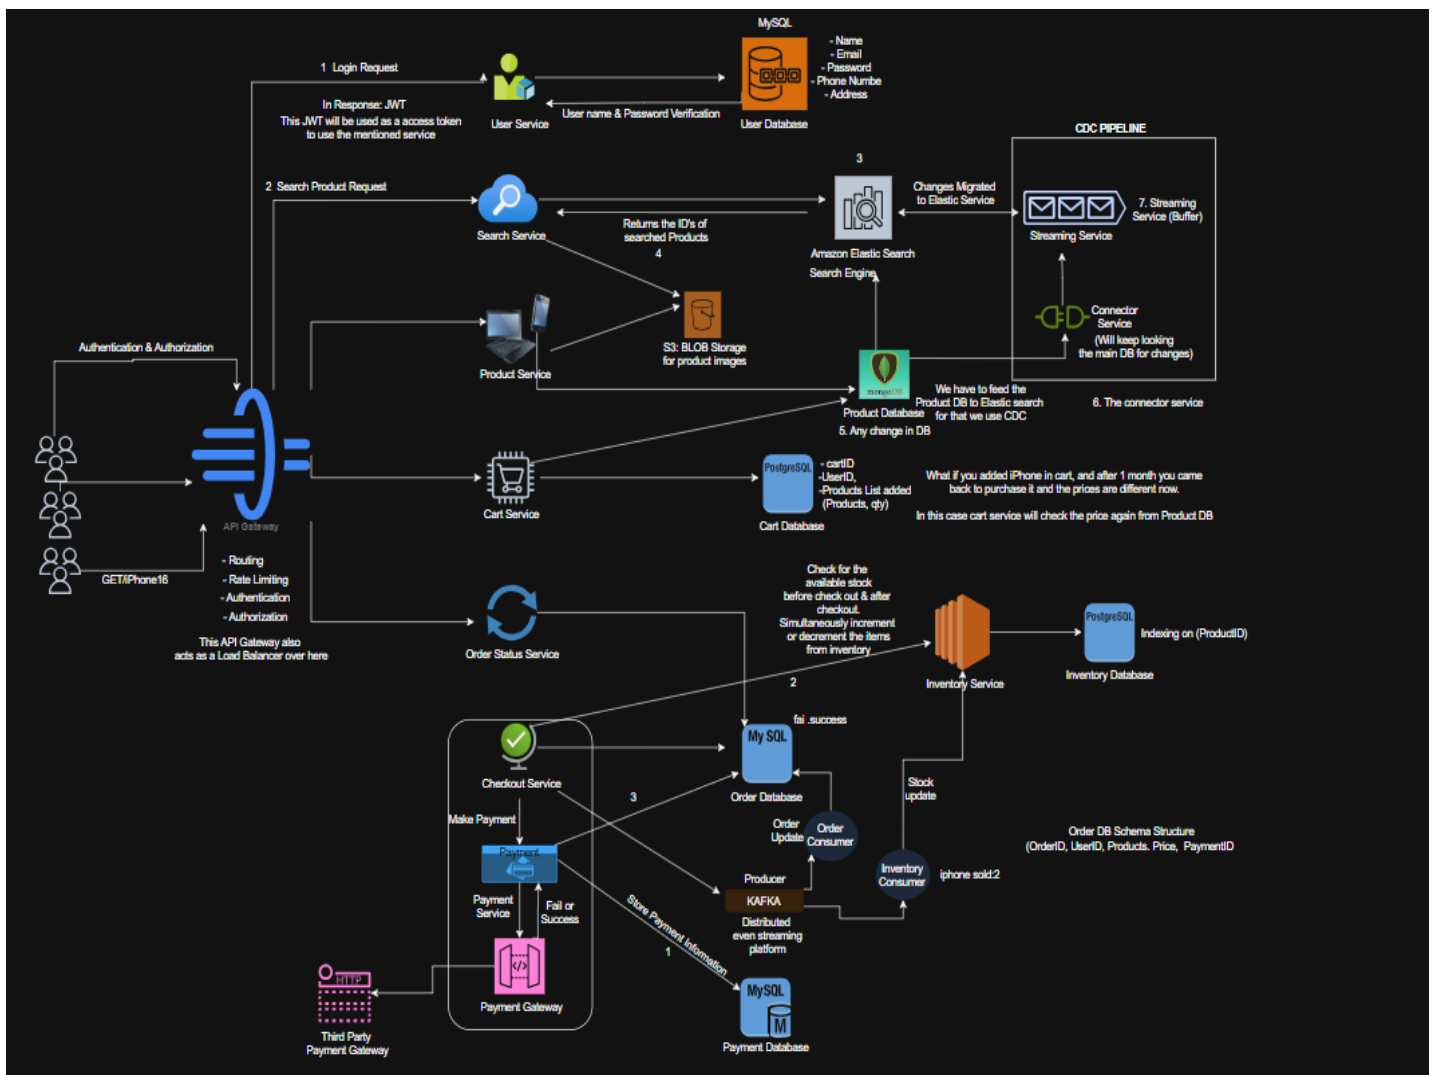 MySQL
- Name
- Email
- Password
- Phone Numbe
- Address
User Database
1 Login Request
In Response: JWT
This JWT will be used as a access token
to use the mentioned service
User Service
User name & Password Verification
CDC PIPELINE
3
2 Search Product Request
Search Service
Returns the ID's of
searched Products
4
Changes Migrated
to Elastic Service
7. Streaming
Service (Buffer)
Streaming Service
Amazon Elastic Search
Search Engine
Connector
Service
(Will keep looking
the main DB for changes)
S3: BLOB Storage
for product images
Authentication & Authorization
Product Service
mongoDB
Product Database
We have to feed the
Product DB to Elastic search
for that we use CDC
6. The connector service
5. Any change in DB
PostgreSQL
- cartID
-UserID,
-Products List added
(Products, qty)
Cart Database
What if you added iPhone in cart, and after 1 month you came
back to purchase it and the prices are different now.
In this case cart service will check the price again from Product DB
Cart Service
API Gateway
GET/iPhone16
- Routing
- Rate Limiting
- Authentication
- Authorization
This API Gateway also
acts as a Load Balancer over here
Order Status Service
Check for the
available stock
before check out & after
checkout.
Simultaneously increment
or decrement the items
from inventory
2
PostgreSQL
Indexing on (ProductID)
Inventory Database
Inventory Service
fai .success
My SQL
Order Database
Checkout Service
Make Payment
3
Stock
update
Order
Update
Order
Consumer
Order DB Schema Structure
(OrderID, UserID, Products. Price, PaymentID
Payment
Payment
Service
Fail or
Success
Producer
KAFKA
Distributed
even streaming
platform
Inventory
Consumer
iphone sold:2
Store Payment Information
1
HTTP
Third Party
Payment Gateway
Payment Gateway
My SQL
M
Payment Database